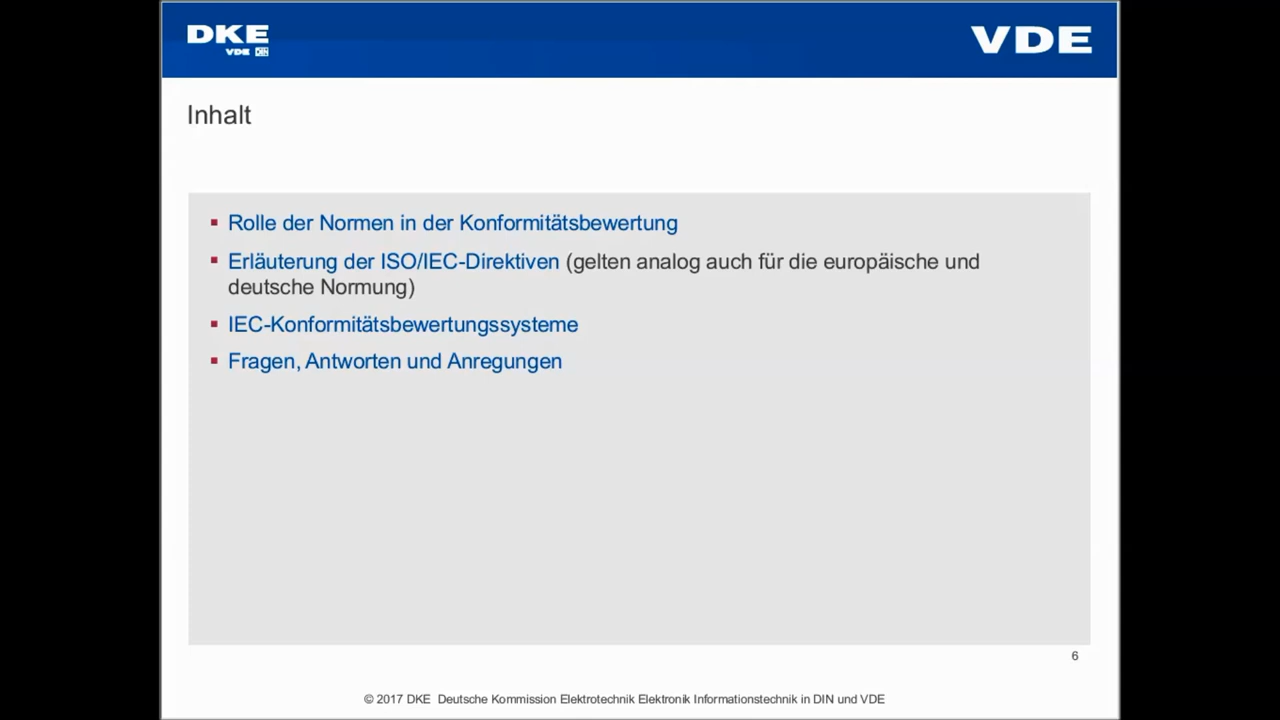 DKE
VDE DIN
VDE
Inhalt
▪ Rolle der Normen in der Konformitätsbewertung
▪ Erläuterung der ISO/IEC-Direktiven (gelten analog auch für die europäische und
deutsche Normung)
▪ IEC-Konformitätsbewertungssysteme
▪ Fragen, Antworten und Anregungen
6
© 2017 DKE Deutsche Kommission Elektrotechnik Elektronik Informationstechnik in DIN und VDE